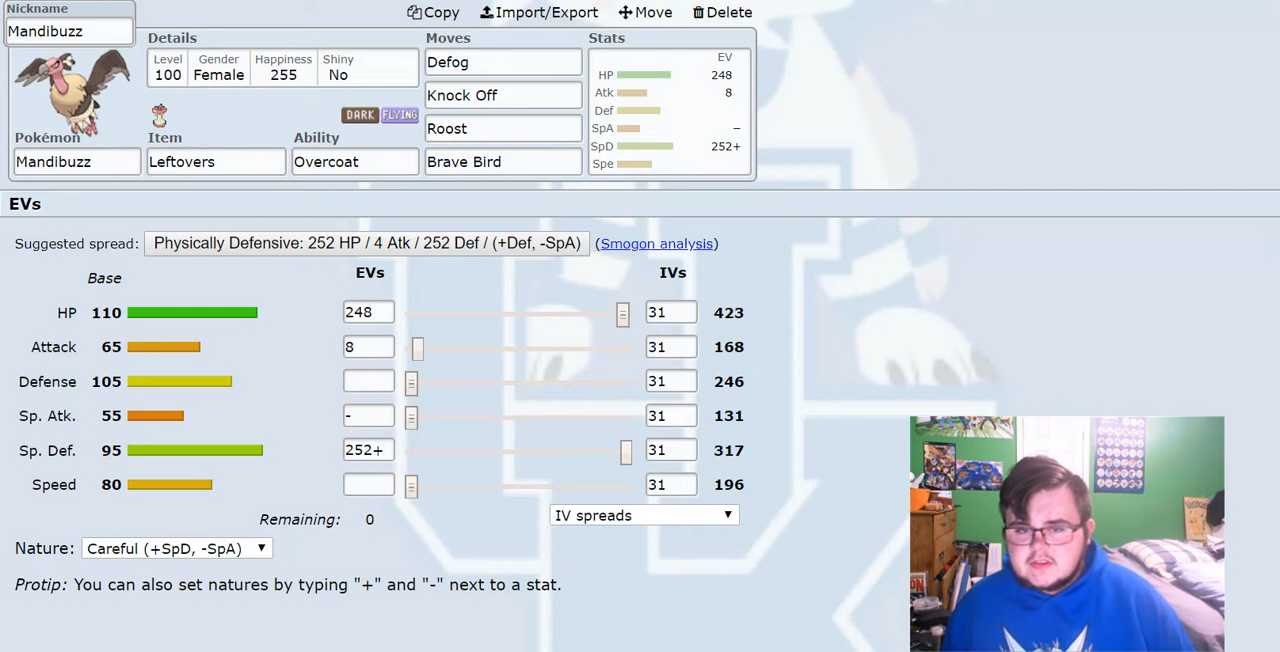 Nickname
Mandibuzz
Copy Import/Export Move Delete
Details
Level Gender Happiness Shiny
100 Female 255 No
DARK FLYING
Pokémon Item Ability
Mandibuzz Leftovers Overcoat
Moves
Defog
Knock Off
Roost
Brave Bird
Stats
EV
HP 248
Atk 8
Def
SpA –
SpD 252+
Spe
EVs
Suggested spread: Physically Defensive: 252 HP / 4 Atk / 252 Def / (+Def, -SpA) (Smogon analysis)
Base EVs IVs
HP 110 248 31 423
Attack 65 8 31 168
Defense 105 31 246
Sp. Atk. 55 - 31 131
Sp. Def. 95 252+ 31 317
Speed 80 31 196
Remaining: 0 IV spreads
Nature: Careful (+SpD, -SpA)
Protip: You can also set natures by typing "+" and "-" next to a stat.